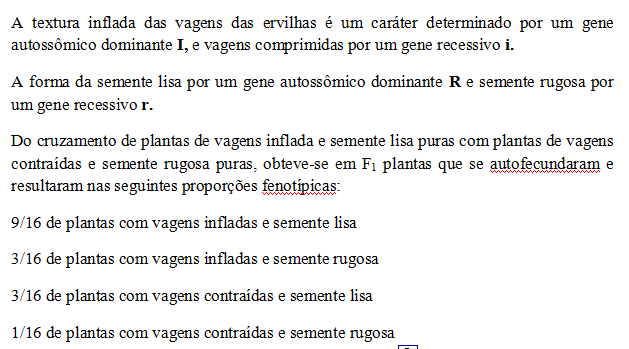 A textura inflada das vagens das ervilhas é um caráter determinado por um gene
autossômico dominante I, e vagens comprimidas por um gene recessivo i.
A forma da semente lisa por um gene autossômico dominante R e semente rugosa por
um gene recessivo r.
Do cruzamento de plantas de vagens inflada e semente lisa puras com plantas de vagens
contraídas e semente rugosa puras, obteve-se em F₁ plantas que se autofecundaram e
resultaram nas seguintes proporções fenotípicas:
9/16 de plantas com vagens infladas e semente lisa
3/16 de plantas com vagens infladas e semente rugosa
3/16 de plantas com vagens contraídas e semente lisa
1/16 de plantas com vagens contraídas e semente rugosa